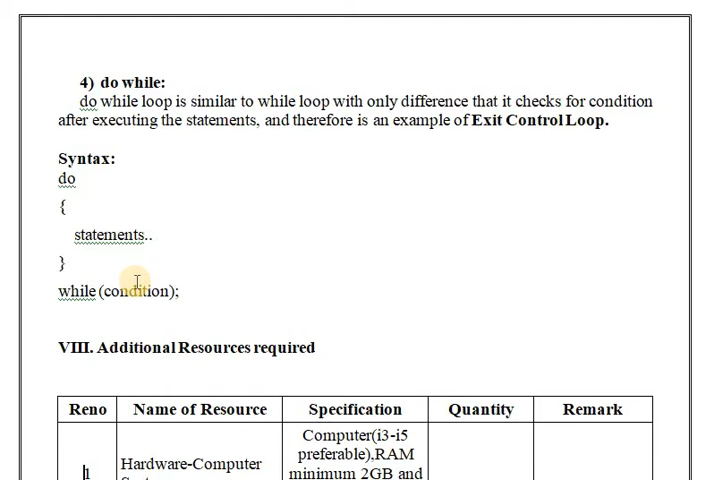 4) do while:
do while loop is similar to while loop with only difference that it checks for condition
after executing the statements, and therefore is an example of Exit Control Loop.
Syntax:
do
{
statements..
}
while (condition);
VIII. Additional Resources required
Reno Name of Resource Specification Quantity Remark
Computer(i3-i5
preferable),RAM
1 Hardware-Computer minimum 2GB and